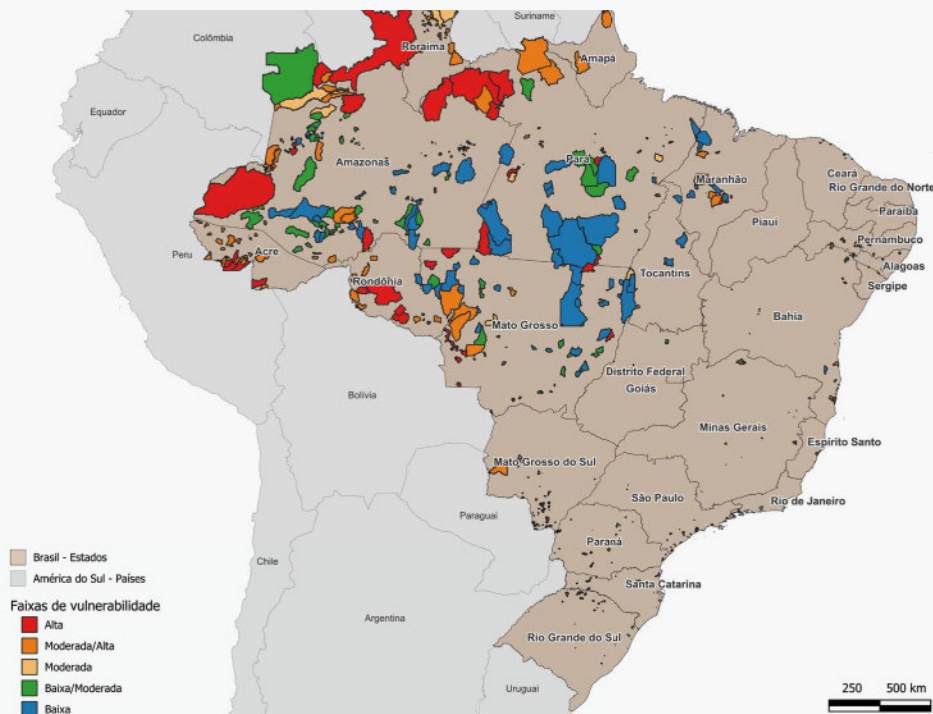 Suriname
Colômbia
Roraima
Amapá
Equador
Amazonas
Pará
Maranhão
Ceará
Rio Grande do Norte
Paraíba
Piauí
Pernambuco
Peru
Acre
Alagoas
Tocantins
Rondônia
Sergipe
Mato Grosso
Bahia
Distrito Federal
Goiás
Bolívia
Minas Gerais
Espírito Santo
Mato Grosso do Sul
São Paulo
Rio de Janeiro
Paraguai
Paraná
Brasil - Estados
Chile
América do Sul - Países
Santa Catarina
Faixas de vulnerabilidade
Argentina
Alta
Rio Grande do Sul
Moderada/Alta
Moderada
Baixa/Moderada
Uruguai
250 500 km
Baixa